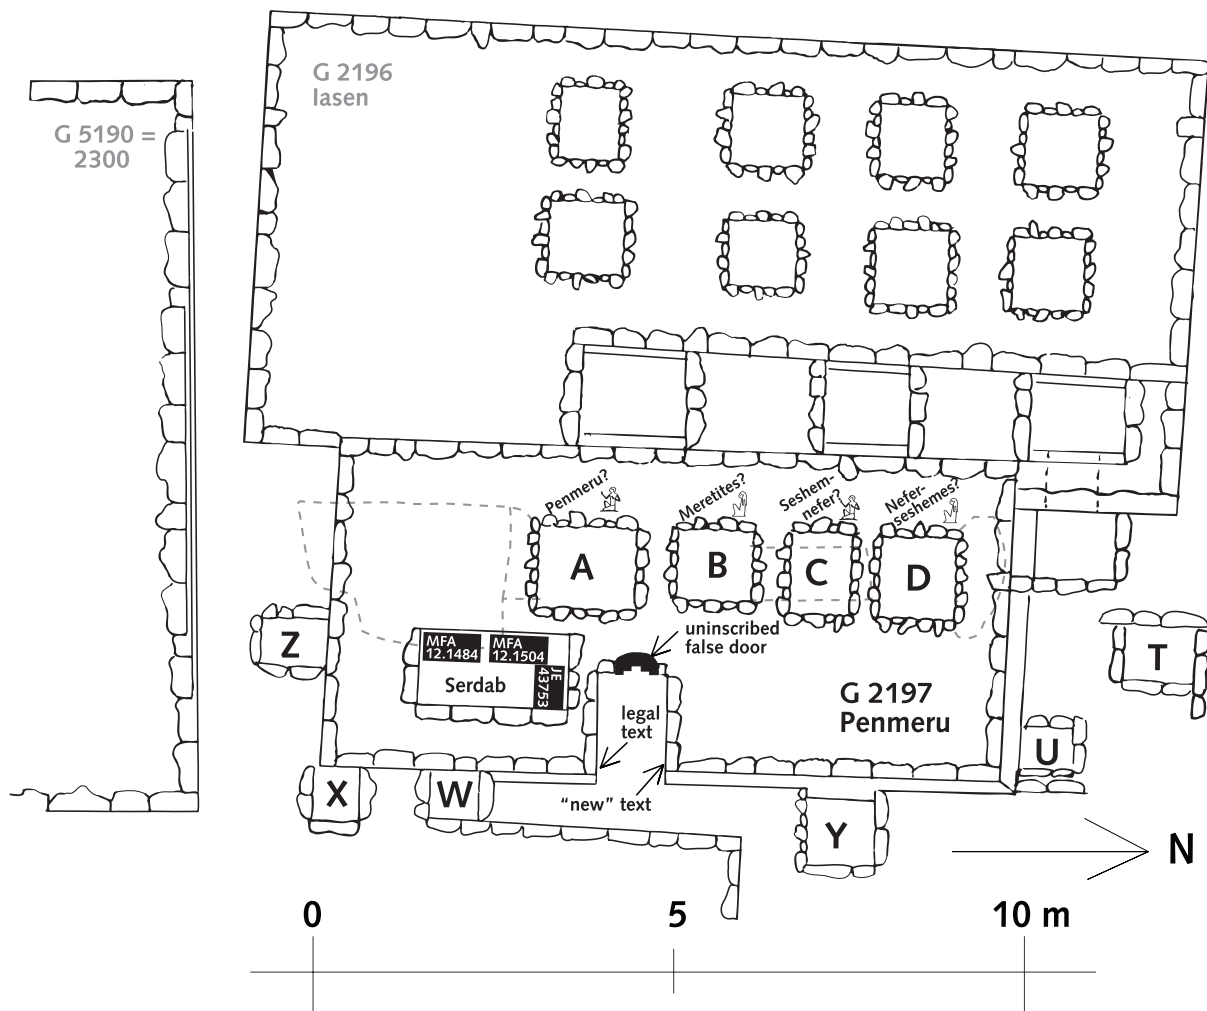 G 2196
Iasen
G 5190 =
2300
Penmeru?
Meretites?
Seshem-
nefer?
Nefer-
seshemes?
A
B
C
D
Z
MFA
12.1484
MFA
12.1504
JE
43753
Serdab
uninscribed
false door
legal
text
"new" text
G 2197
Penmeru
T
U
X
W
Y
N
0
5
10 m